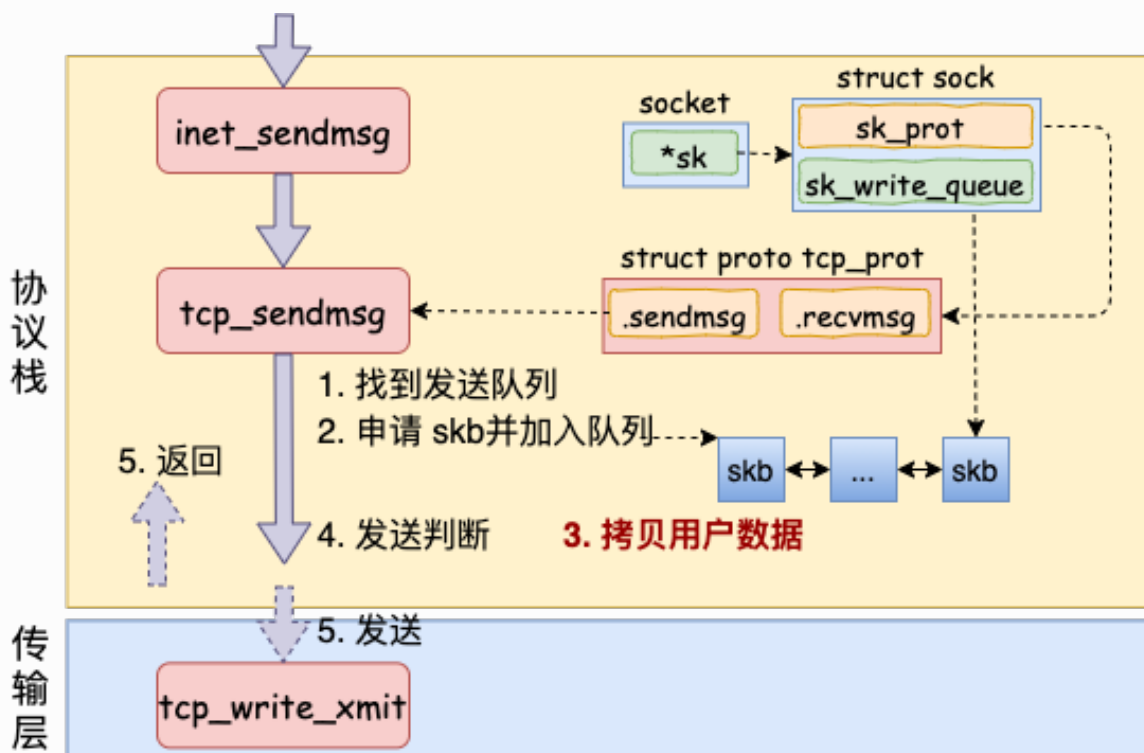 struct sock
socket
inet_sendmsg
sk_prot
*sk
sk_write_queue
struct proto tcp_prot
tcp_sendmsg
.sendmsg
.recvmsg
协议栈
1. 找到发送队列
2. 申请 skb并加入队列
5. 返回
skb
...
skb
4. 发送判断
3. 拷贝用户数据
5. 发送
传输层
tcp_write_xmit